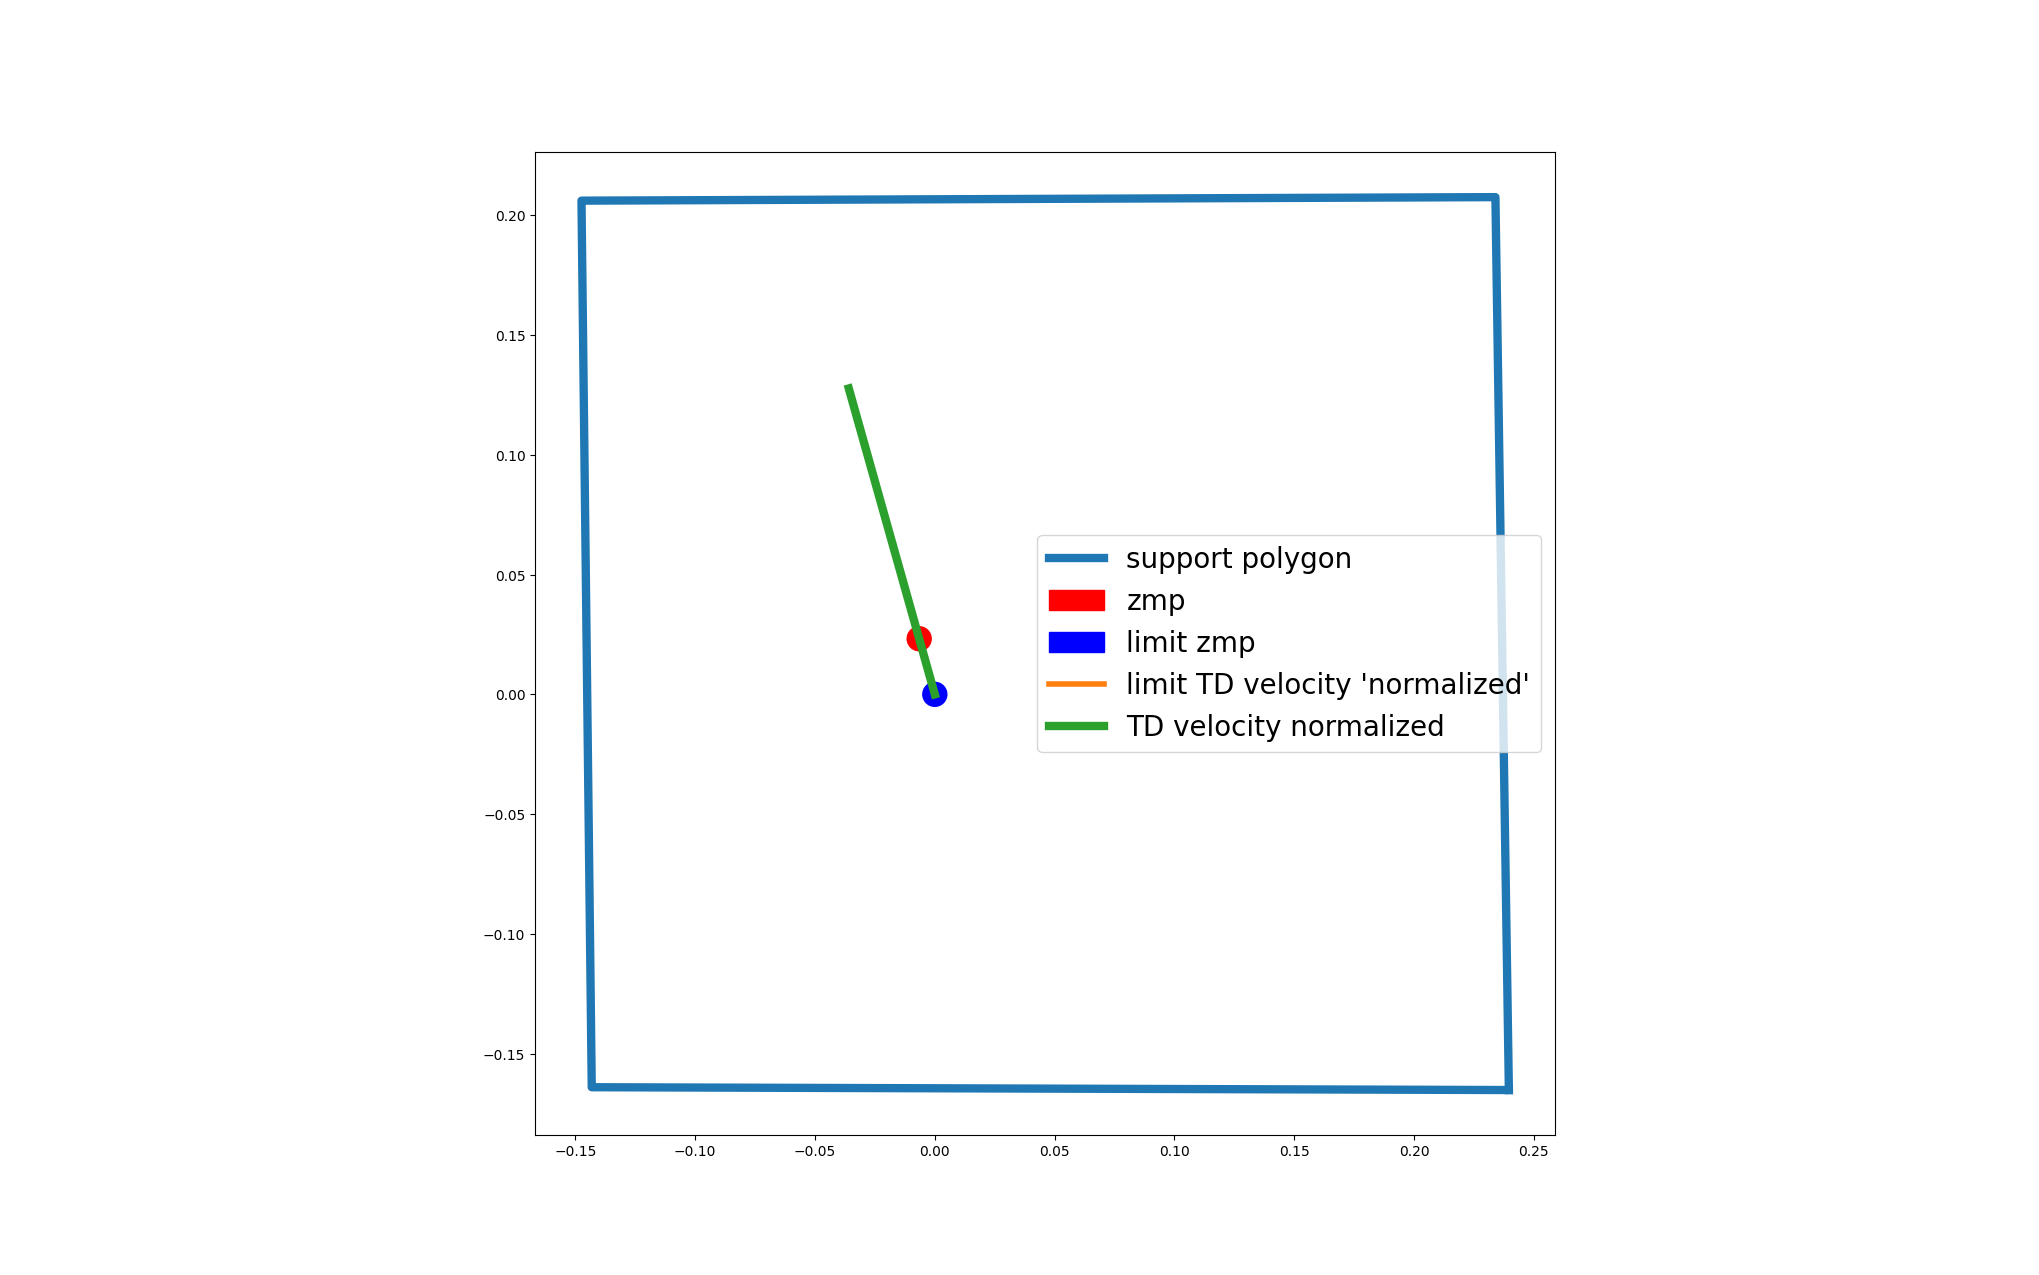 0.20
0.15
0.10
0.05
0.00
−0.05
−0.10
−0.15
support polygon
zmp
limit zmp
limit TD velocity 'normalized'
TD velocity normalized
−0.15 −0.10 −0.05 0.00 0.05 0.10 0.15 0.20 0.25